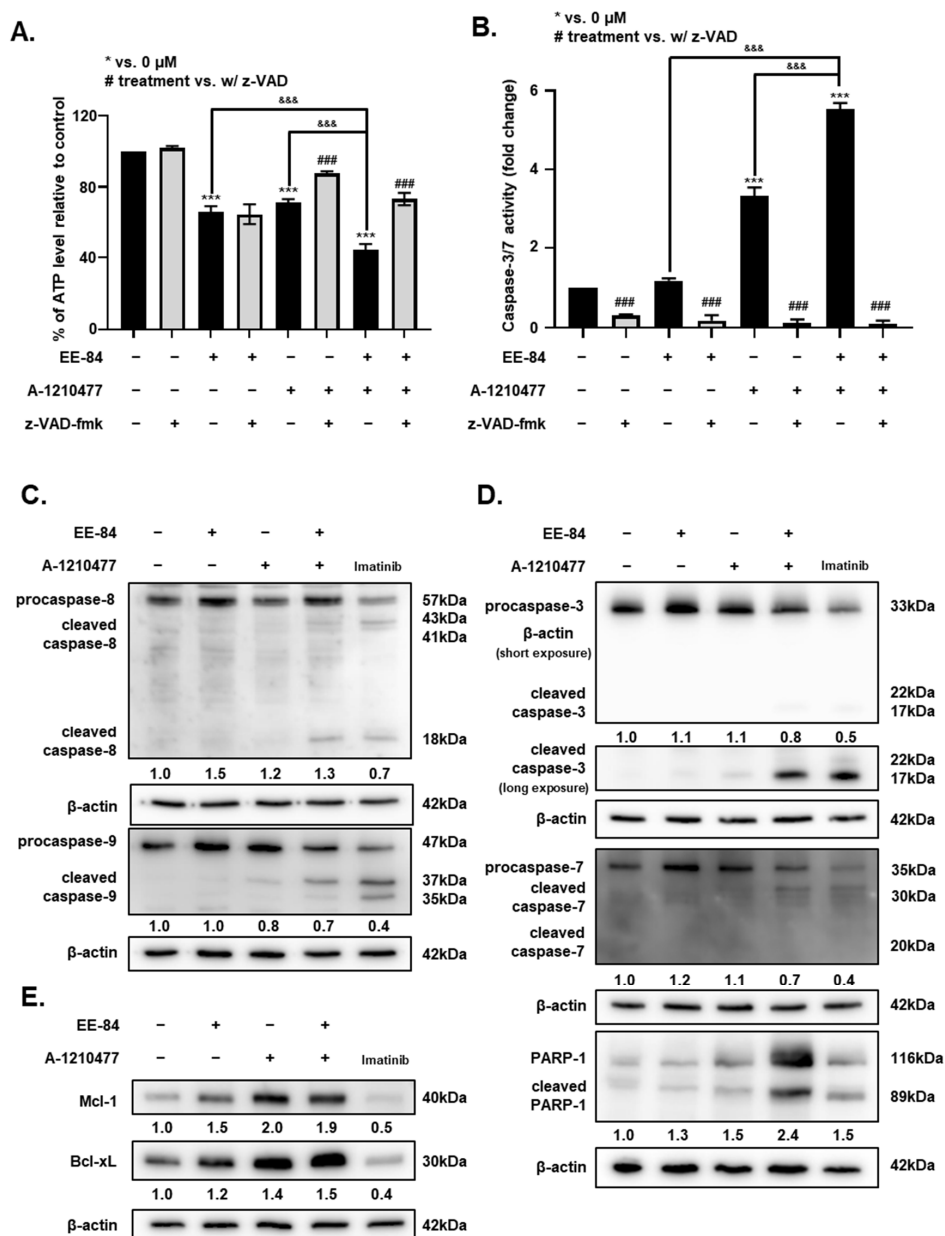 A.
* vs. 0 µM
# treatment vs. w/ z-VAD
&&&
&&&
% of ATP level relative to control
120
80
40
0
***
***
###
***
###
EE-84 – – + + – – + +
A-1210477 – – – – + + + +
z-VAD-fmk – + – + – + – +
B.
* vs. 0 µM
# treatment vs. w/ z-VAD
&&&
&&&
Caspase-3/7 activity (fold change)
6
4
2
0
###
###
***
###
***
###
EE-84 – – + + – – + +
A-1210477 – – – – + + + +
z-VAD-fmk – + – + – + – +
C.
EE-84 – + – +
A-1210477 – – + + Imatinib
procaspase-8 57kDa
43kDa
cleaved
caspase-8
41kDa
cleaved
caspase-8
18kDa
1.0 1.5 1.2 1.3 0.7
β-actin 42kDa
procaspase-9 47kDa
cleaved
caspase-9
37kDa
35kDa
1.0 1.0 0.8 0.7 0.4
β-actin 42kDa
D.
EE-84 – + – +
A-1210477 – – + + Imatinib
procaspase-3 33kDa
β-actin
(short exposure)
cleaved
caspase-3
22kDa
17kDa
1.0 1.1 1.1 0.8 0.5
cleaved
caspase-3
(long exposure)
22kDa
17kDa
β-actin 42kDa
procaspase-7 35kDa
cleaved
caspase-7
30kDa
cleaved
caspase-7
20kDa
1.0 1.2 1.1 0.7 0.4
β-actin 42kDa
PARP-1 116kDa
cleaved
PARP-1
89kDa
1.0 1.3 1.5 2.4 1.5
β-actin 42kDa
E.
EE-84 – + – +
A-1210477 – – + + Imatinib
Mcl-1 40kDa
1.0 1.5 2.0 1.9 0.5
Bcl-xL 30kDa
1.0 1.2 1.4 1.5 0.4
β-actin 42kDa